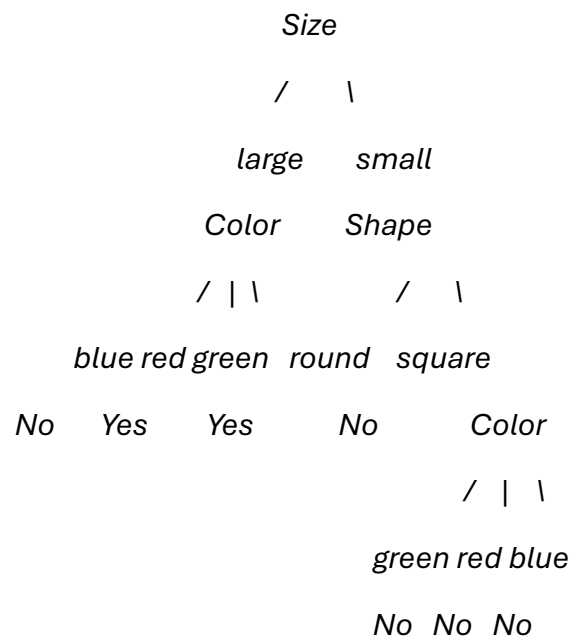 Size
/ \
large small
Color Shape
/ | \ / \
blue red green round square
No Yes Yes No Color
/ | \
green red blue
No No No